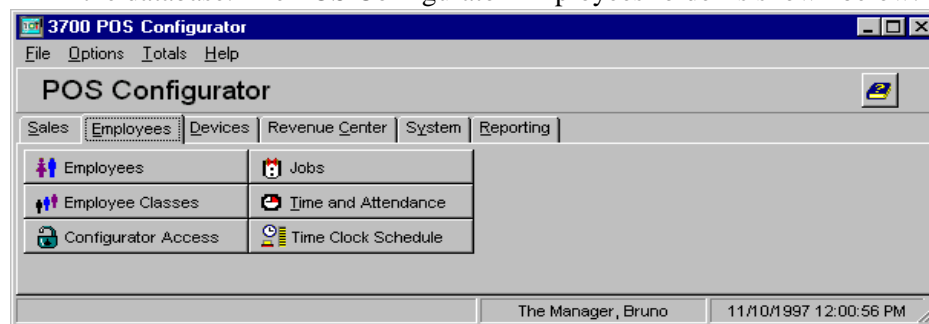 3700 POS Configurator
File Options Totals Help
POS Configurator
Sales Employees Devices Revenue Center System Reporting
Employees Jobs
Employee Classes Time and Attendance
Configurator Access Time Clock Schedule
The Manager, Bruno 11/10/1997 12:00:56 PM